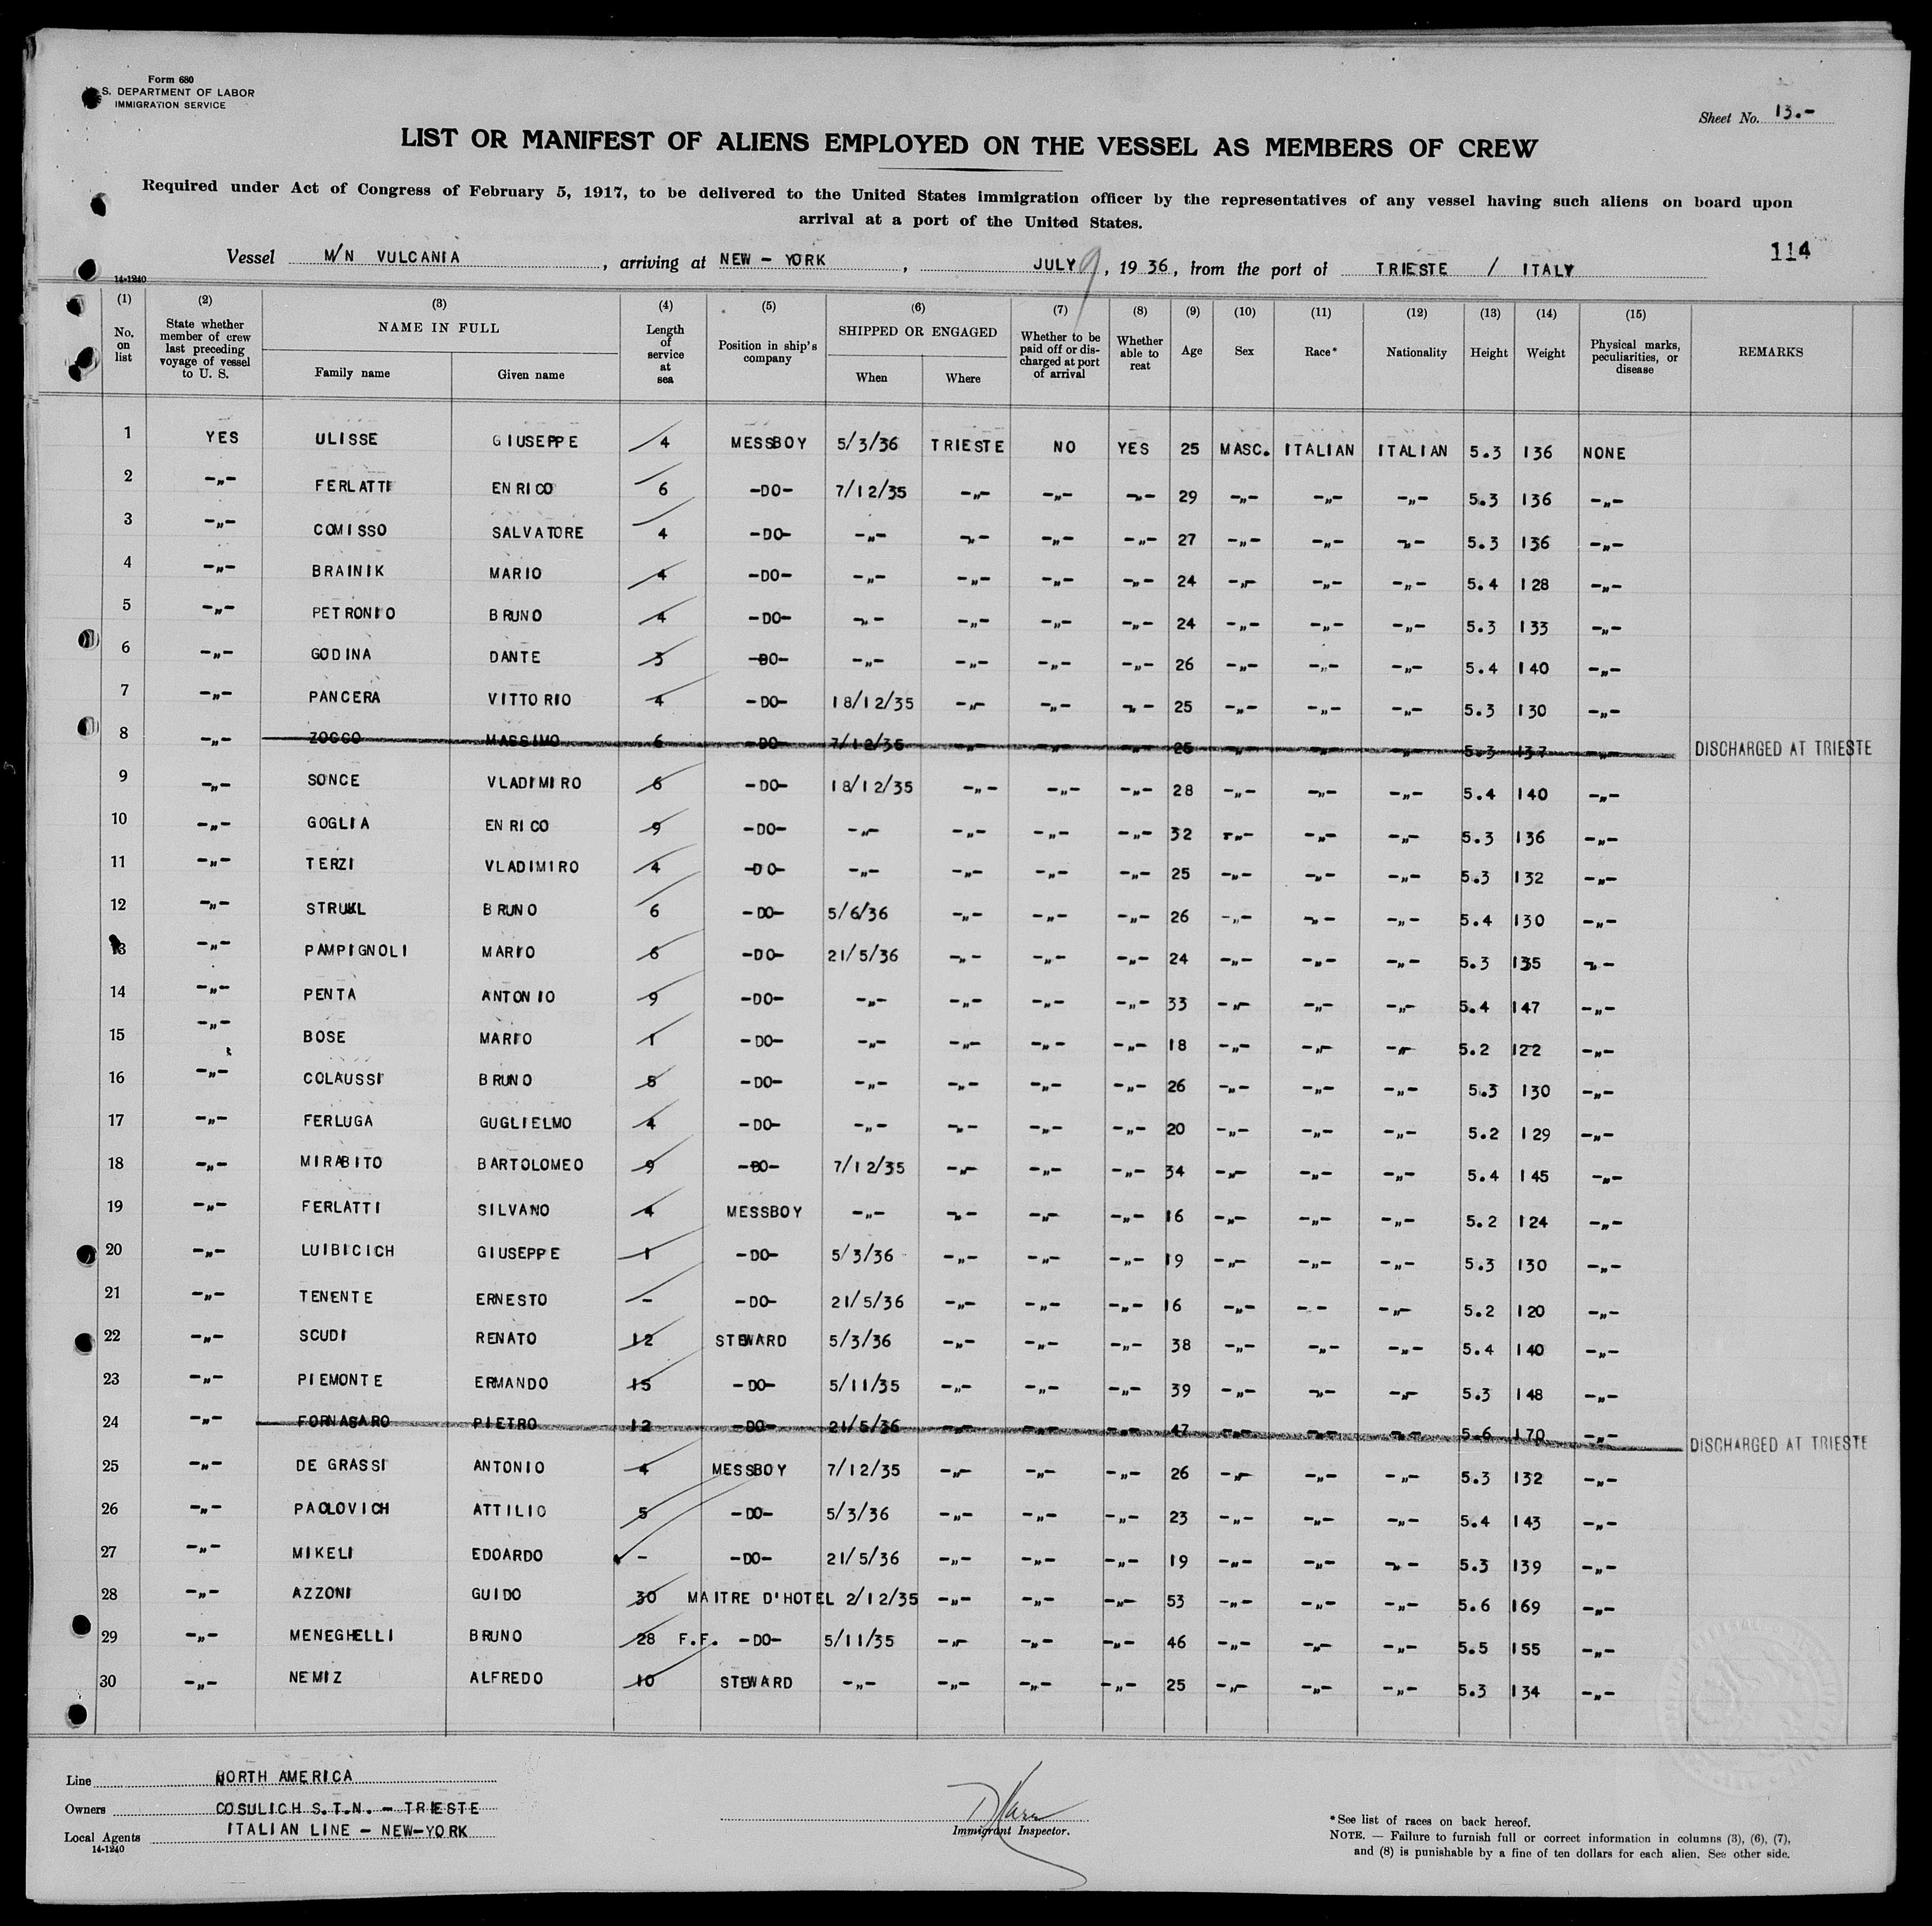 Form 680
U. S. DEPARTMENT OF LABOR
IMMIGRATION SERVICE
Sheet No. 13.-
LIST OR MANIFEST OF ALIENS EMPLOYED ON THE VESSEL AS MEMBERS OF CREW
Required under Act of Congress of February 5, 1917, to be delivered to the United States immigration officer by the representatives of any vessel having such aliens on board upon
arrival at a port of the United States.
Vessel M/N VULCANIA, arriving at NEW-YORK, JULY 9, 1936, from the port of TRIESTE / ITALY
114
14-1240
(1) No. on list (2) State whether member of crew last preceding voyage of vessel to U. S. (3) NAME IN FULL Family name Given name (4) Length of service at sea (5) Position in ship's company (6) SHIPPED OR ENGAGED When Where (7) Whether to be paid off or discharged at port of arrival (8) Whether able to reat (9) Age (10) Sex (11) Race* (12) Nationality (13) Height (14) Weight (15) Physical marks, peculiarities, or disease REMARKS
1 YES ULISSE GIUSEPPE 4 MESSBOY 5/3/36 TRIESTE NO YES 25 MASC. ITALIAN ITALIAN 5.3 136 NONE
2 -„- FERLATTI ENRICO 6 -DO- 7/12/35 -„- -„- -„- 29 -„- -„- -„- 5.3 136 -„-
3 -„- COMISSO SALVATORE 4 -DO- -„- -„- -„- -„- 27 -„- -„- -„- 5.3 136 -„-
4 -„- BRAINIK MARIO 4 -DO- -„- -„- -„- -„- 24 -„- -„- -„- 5.4 128 -„-
5 -„- PETRONIO BRUNO 4 -DO- -„- -„- -„- -„- 24 -„- -„- -„- 5.3 133 -„-
6 -„- GODINA DANTE 3 -DO- -„- -„- -„- -„- 26 -„- -„- -„- 5.4 140 -„-
7 -„- PANCERA VITTORIO 4 -DO- 18/12/35 -„- -„- -„- 25 -„- -„- -„- 5.3 130 -„-
8 -„- ZOCCO MASSIMO 6 -DO- 7/12/35 -„- -„- -„- 26 -„- -„- -„- 5.3 137 -„- DISCHARGED AT TRIESTE
9 -„- SONCE VLADIMIRO 6 -DO- 18/12/35 -„- -„- -„- 28 -„- -„- -„- 5.4 140 -„-
10 -„- GOGLIA ENRICO 9 -DO- -„- -„- -„- -„- 32 -„- -„- -„- 5.3 136 -„-
11 -„- TERZI VLADIMIRO 4 -DO- -„- -„- -„- -„- 25 -„- -„- -„- 5.3 132 -„-
12 -„- STRUKL BRUNO 6 -DO- 5/6/36 -„- -„- -„- 26 -„- -„- -„- 5.4 130 -„-
13 -„- PAMPIGNOLI MARIO 6 -DO- 21/5/36 -„- -„- -„- 24 -„- -„- -„- 5.3 135 -„-
14 -„- PENTA ANTONIO 9 -DO- -„- -„- -„- -„- 33 -„- -„- -„- 5.4 147 -„-
15 -„- BOSE MARIO 1 -DO- -„- -„- -„- -„- 18 -„- -„- -„- 5.2 122 -„-
16 -„- COLAUSSI BRUNO 5 -DO- -„- -„- -„- -„- 26 -„- -„- -„- 5.3 130 -„-
17 -„- FERLUGA GUGLIELMO 4 -DO- -„- -„- -„- -„- 20 -„- -„- -„- 5.2 129 -„-
18 -„- MIRABITO BARTOLOMEO 9 -DO- 7/12/35 -„- -„- -„- 34 -„- -„- -„- 5.4 145 -„-
19 -„- FERLATTI SILVANO 4 MESSBOY -„- -„- -„- -„- 16 -„- -„- -„- 5.2 124 -„-
20 -„- LUIBICICH GIUSEPPE 1 -DO- 5/3/36 -„- -„- -„- 19 -„- -„- -„- 5.3 130 -„-
21 -„- TENENTE ERNESTO - -DO- 21/5/36 -„- -„- -„- 16 -„- - - -„- 5.2 120 -„-
22 -„- SCUDI RENATO 12 STEWARD 5/3/36 -„- -„- -„- 38 -„- -„- -„- 5.4 140 -„-
23 -„- PIEMONTE ERMANDO 15 -DO- 5/11/35 -„- -„- -„- 39 -„- -„- -„- 5.3 148 -„-
24 -„- FORNASARO PIETRO 12 -DO- 21/5/36 -„- -„- -„- 47 -„- -„- -„- 5.6 170 -„- DISCHARGED AT TRIESTE
25 -„- DE GRASSI ANTONIO 4 MESSBOY 7/12/35 -„- -„- -„- 26 -„- -„- -„- 5.3 132 -„-
26 -„- PAOLOVICH ATTILIO 5 -DO- 5/3/36 -„- -„- -„- 23 -„- -„- -„- 5.4 143 -„-
27 -„- MIKELI EDOARDO - -DO- 21/5/36 -„- -„- -„- 19 -„- -„- -„- 5.3 139 -„-
28 -„- AZZONI GUIDO 30 MAITRE D'HOTEL 2/12/35 -„- -„- -„- 53 -„- -„- -„- 5.6 169 -„-
29 -„- MENEGHELLI BRUNO 28 F.F. -DO- 5/11/35 -„- -„- -„- 46 -„- -„- -„- 5.5 155 -„-
30 -„- NEMIZ ALFREDO 10 STEWARD -„- -„- -„- -„- 25 -„- -„- -„- 5.3 134 -„-
Line NORTH AMERICA
Owners COSULICH S.T.N. - TRIESTE
Local Agents ITALIAN LINE - NEW-YORK
14-1240
Immigrant Inspector.
*See list of races on back hereof.
NOTE. — Failure to furnish full or correct information in columns (3), (6), (7),
and (8) is punishable by a fine of ten dollars for each alien. See other side.